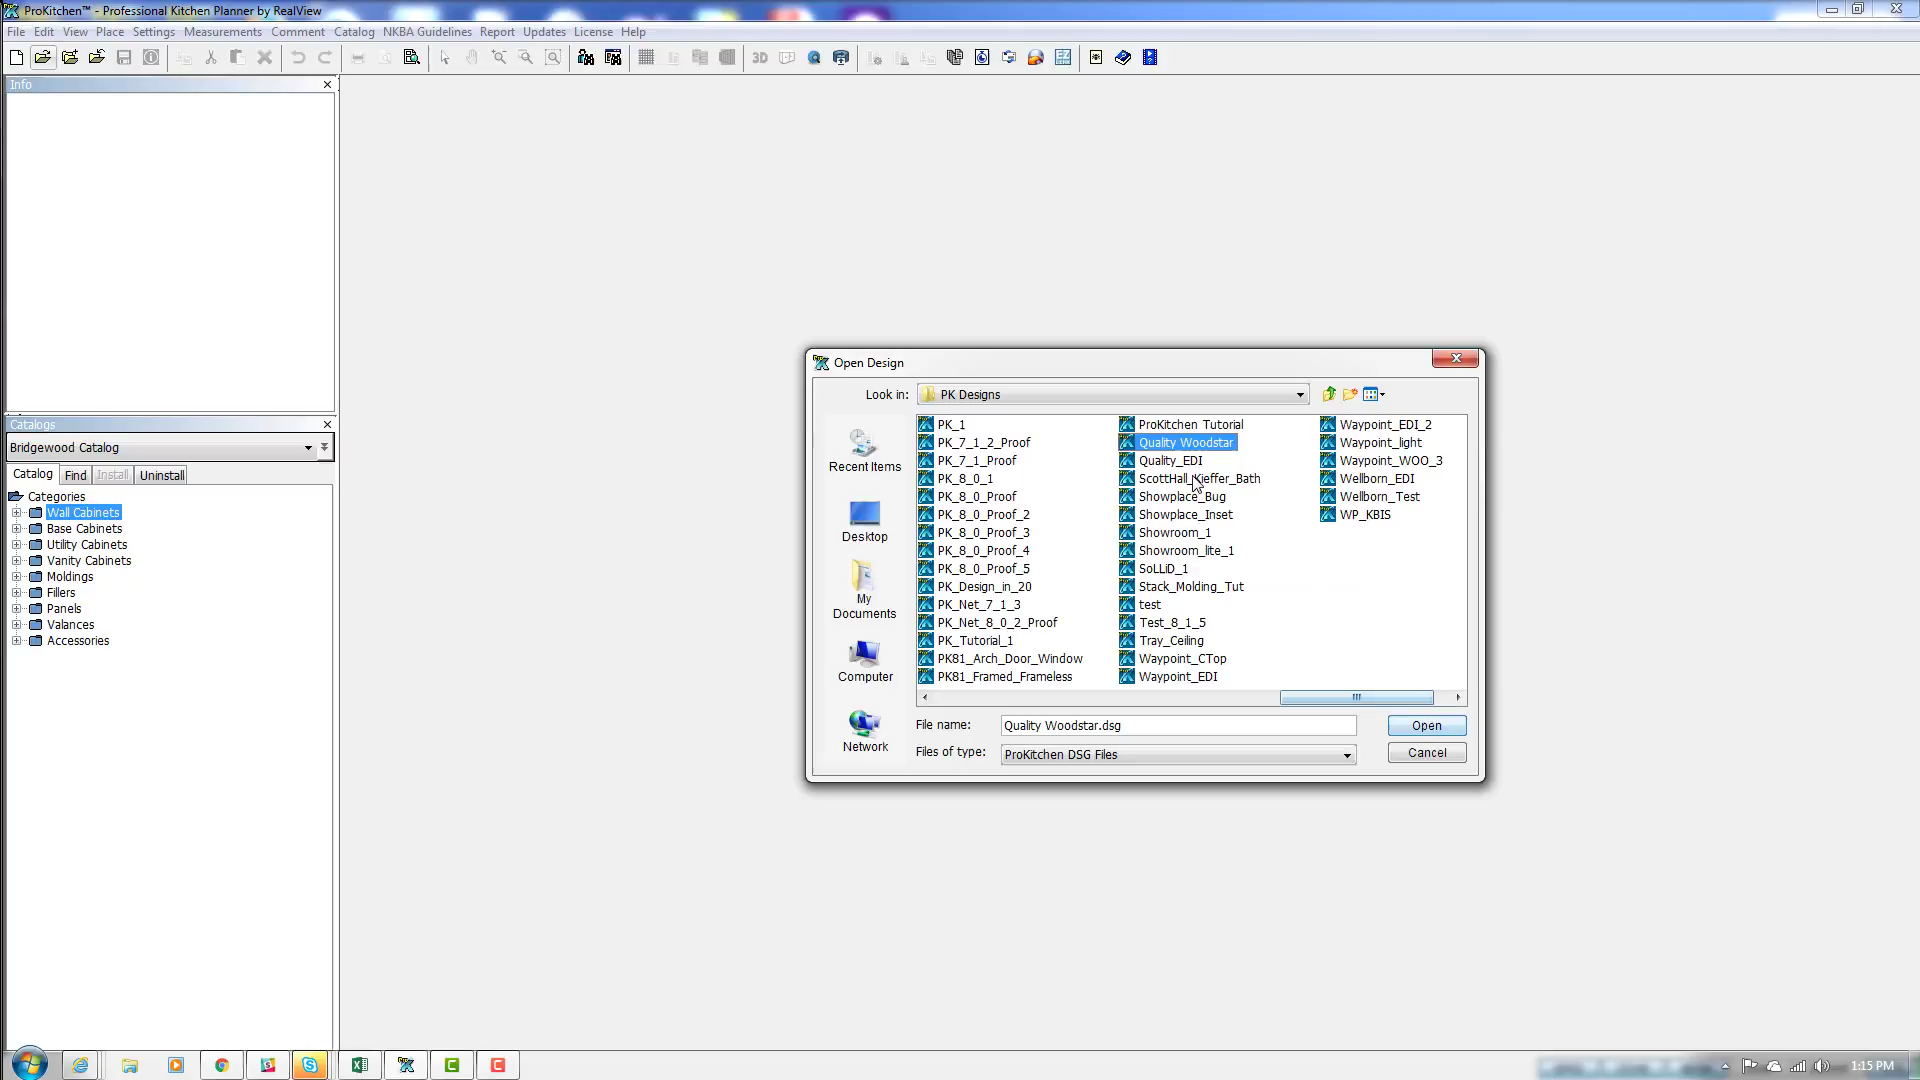 ProKitchen™ - Professional Kitchen Planner by RealView
File Edit View Place Settings Measurements Comment Catalog NKBA Guidelines Report Updates License Help
3D
Info
Catalogs
Bridgewood Catalog
Catalog Find Install Uninstall
Categories
Wall Cabinets
Base Cabinets
Utility Cabinets
Vanity Cabinets
Moldings
Fillers
Panels
Valances
Accessories
Open Design
Look in: PK Designs
Recent Items
Desktop
My
Documents
Computer
Network
PK_1
PK_7_1_2_Proof
PK_7_1_Proof
PK_8_0_1
PK_8_0_Proof
PK_8_0_Proof_2
PK_8_0_Proof_3
PK_8_0_Proof_4
PK_8_0_Proof_5
PK_Design_in_20
PK_Net_7_1_3
PK_Net_8_0_2_Proof
PK_Tutorial_1
PK81_Arch_Door_Window
PK81_Framed_Frameless
ProKitchen Tutorial
Quality Woodstar
Quality_EDI
ScottHall_Kieffer_Bath
Showplace_Bug
Showplace_Inset
Showroom_1
Showroom_lite_1
SoLLiD_1
Stack_Molding_Tut
test
Test_8_1_5
Tray_Ceiling
Waypoint_CTop
Waypoint_EDI
Waypoint_EDI_2
Waypoint_light
Waypoint_WOO_3
Wellborn_EDI
Wellborn_Test
WP_KBIS
File name: Quality Woodstar.dsg Open
Files of type: ProKitchen DSG Files Cancel
1:15 PM